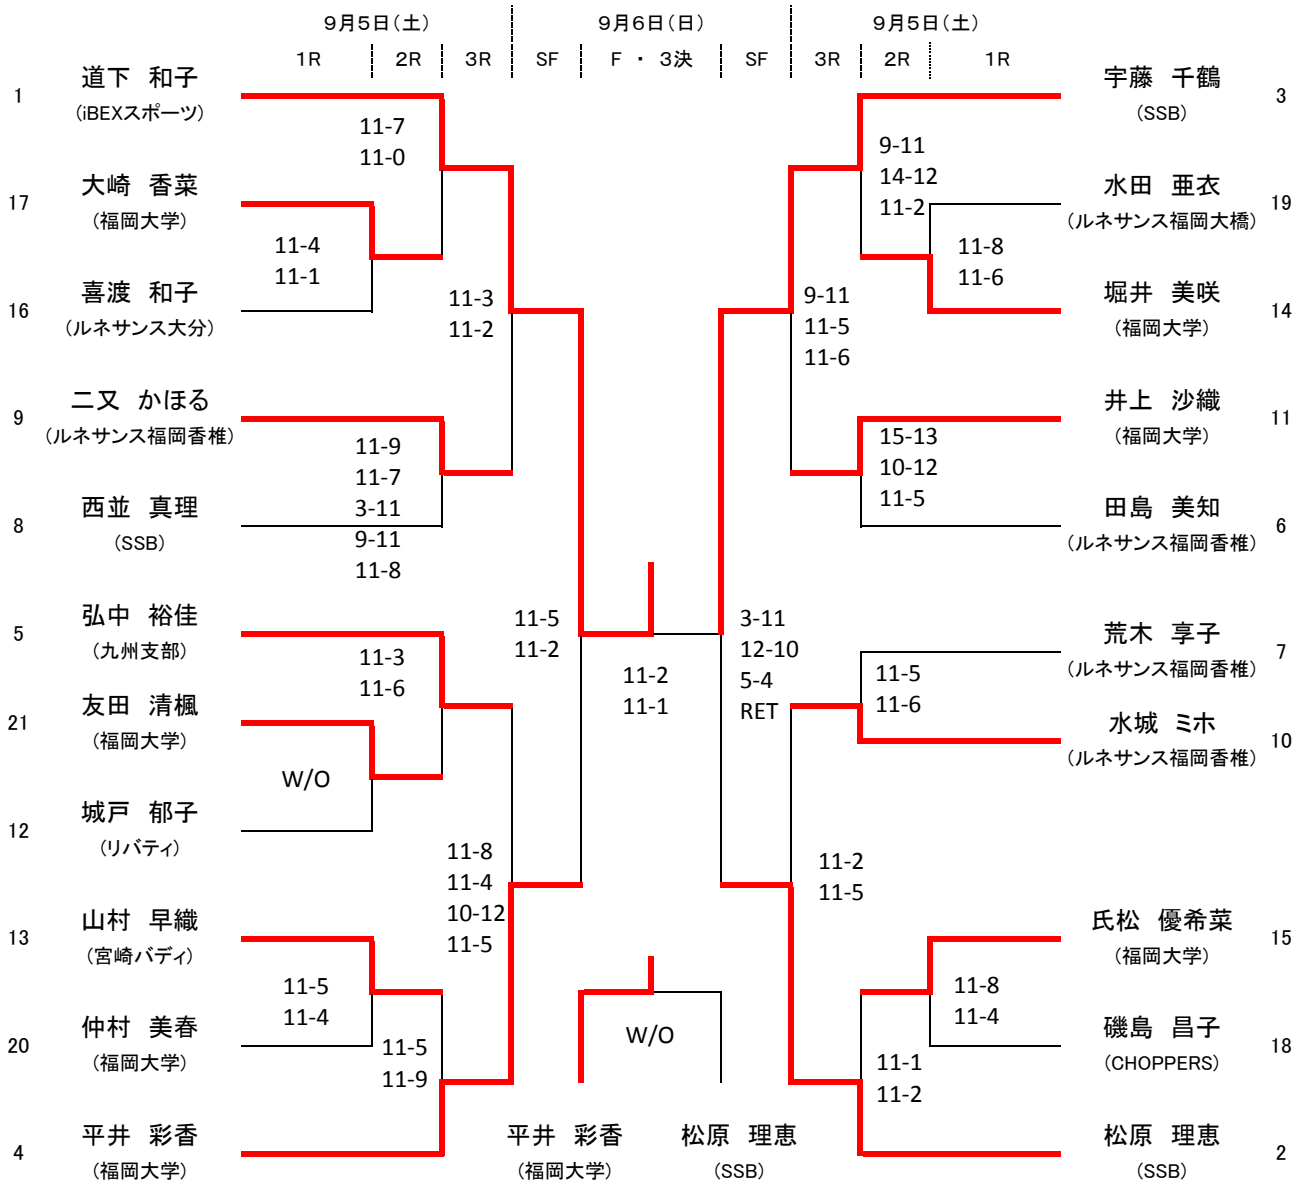 9月5日(土) 9月6日(日) 9月5日(土)
1R 2R 3R SF F ・ 3決 SF 3R 2R 1R
1 道下 和子
(iBEXスポーツ)
17 大崎 香菜
(福岡大学)
16 喜渡 和子
(ルネサンス大分)
9 二又 かほる
(ルネサンス福岡香椎)
8 西並 真理
(SSB)
5 弘中 裕佳
(九州支部)
21 友田 清楓
(福岡大学)
12 城戸 郁子
(リバティ)
13 山村 早織
(宮崎バディ)
20 仲村 美春
(福岡大学)
4 平井 彩香
(福岡大学)
11-4
11-1
W/O
11-5
11-4
11-7
11-0
11-9
11-7
3-11
9-11
11-8
11-3
11-6
11-5
11-9
11-3
11-2
11-8
11-4
10-12
11-5
11-5
11-2
11-2
11-1
W/O
平井 彩香
(福岡大学)
松原 理恵
(SSB)
3-11
12-10
5-4
RET
9-11
11-5
11-6
11-2
11-5
9-11
14-12
11-2
15-13
10-12
11-5
11-5
11-6
11-1
11-2
11-8
11-6
11-8
11-4
宇藤 千鶴 3
(SSB)
水田 亜衣 19
(ルネサンス福岡大橋)
堀井 美咲 14
(福岡大学)
井上 沙織 11
(福岡大学)
田島 美知 6
(ルネサンス福岡香椎)
荒木 享子 7
(ルネサンス福岡香椎)
水城 ミホ 10
(ルネサンス福岡香椎)
氏松 優希菜 15
(福岡大学)
磯島 昌子 18
(CHOPPERS)
松原 理恵 2
(SSB)